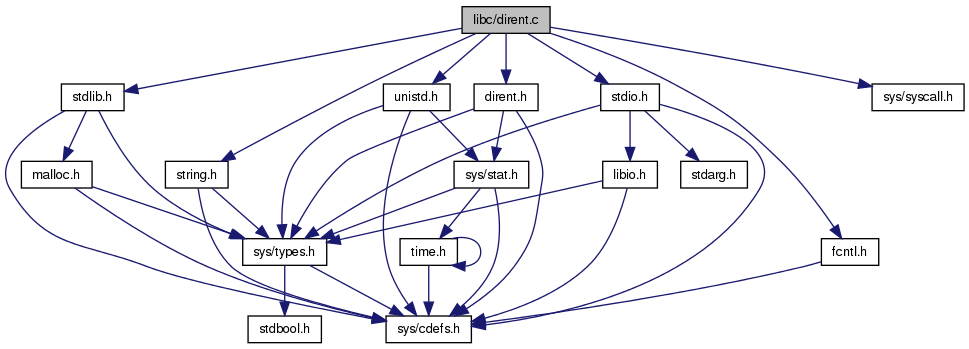 libc/dirent.c
stdlib.h
unistd.h
dirent.h
stdio.h
sys/syscall.h
malloc.h
string.h
sys/stat.h
libio.h
stdarg.h
sys/types.h
time.h
fcntl.h
stdbool.h
sys/cdefs.h